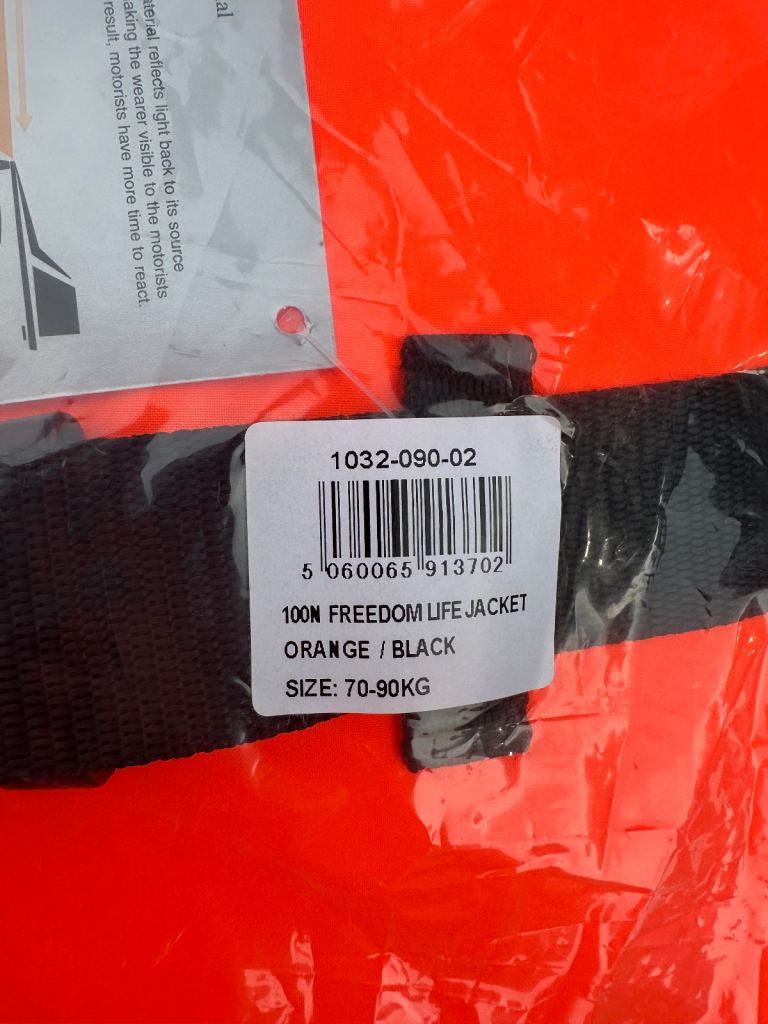 al
aterial reflects light back to its source
aking the wearer visible to the motorists
result, motorists have more time to react.
1032-090-02
5 060065 913702
100N FREEDOM LIFE JACKET
ORANGE / BLACK
SIZE: 70-90KG